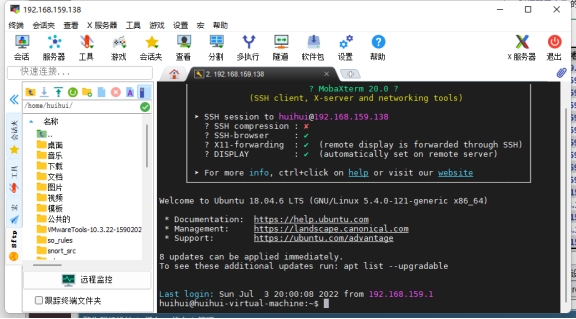 192.168.159.138
终端 会话夹 查看 X 服务器 工具 游戏 设置 宏 帮助
会话 服务器 工具 游戏 会话夹 查看 分割 多执行 隧道 软件包 设置 帮助 X 服务器 退出
快速连接... 2. 192.168.159.138
/home/huihui/
名称
..
桌面
音乐
下载
文档
图片
视频
模板
公共的
VMwareTools-10.3.22-1590202
so_rules
snort_src
会话夹
工具
宏
Sftp
远程监控
跟踪终端文件夹
? MobaXterm 20.0 ?
(SSH client, X-server and networking tools)
➤ SSH session to huihui@192.168.159.138
? SSH compression : ✘
? SSH-browser : ✔
? X11-forwarding : ✔ (remote display is forwarded through SSH)
? DISPLAY : ✔ (automatically set on remote server)
➤ For more info, ctrl+click on help or visit our website
Welcome to Ubuntu 18.04.6 LTS (GNU/Linux 5.4.0-121-generic x86_64)
* Documentation: https://help.ubuntu.com
* Management: https://landscape.canonical.com
* Support: https://ubuntu.com/advantage
8 updates can be applied immediately.
To see these additional updates run: apt list --upgradable
Last login: Sun Jul 3 20:00:08 2022 from 192.168.159.1
huihui@huihui-virtual-machine:~$